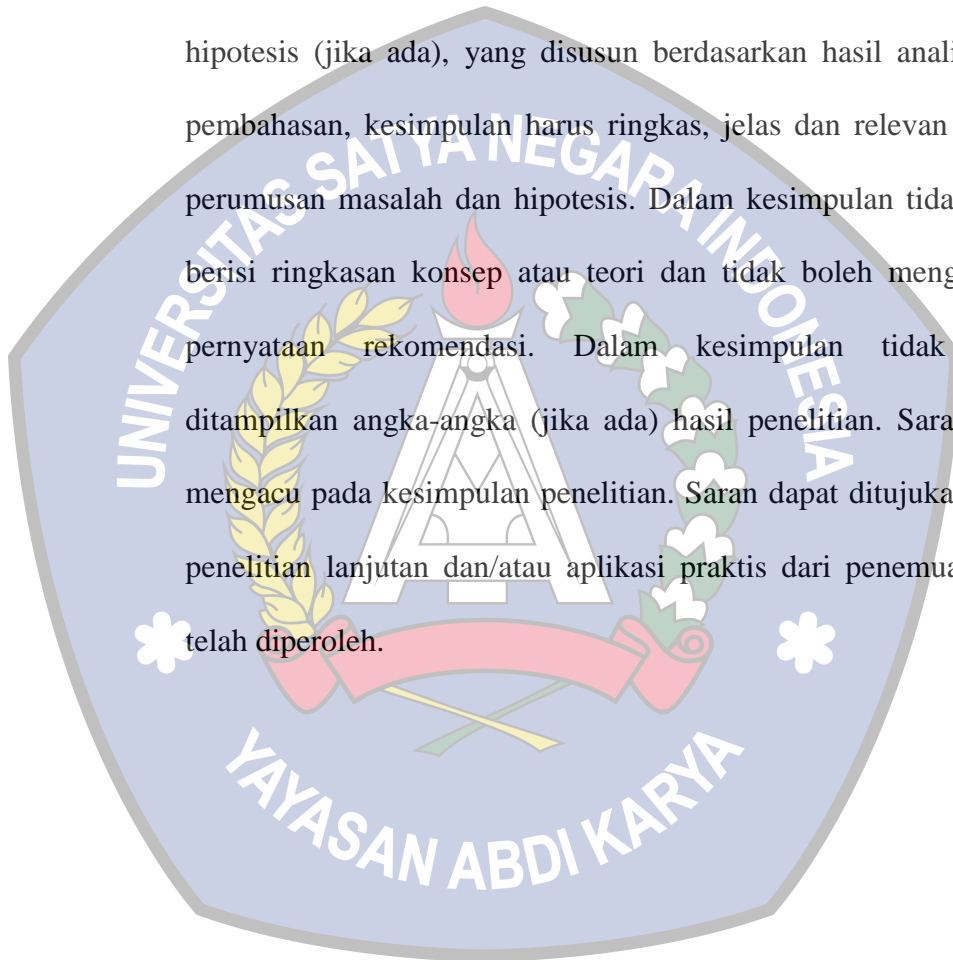 hipotesis (jika ada), yang disusun berdasarkan hasil anali
pembahasan, kesimpulan harus ringkas, jelas dan relevan
perumusan masalah dan hipotesis. Dalam kesimpulan tida
berisi ringkasan konsep atau teori dan tidak boleh meng
pernyataan rekomendasi. Dalam kesimpulan tidak
ditampilkan angka-angka (jika ada) hasil penelitian. Sara
mengacu pada kesimpulan penelitian. Saran dapat ditujuka
penelitian lanjutan dan/atau aplikasi praktis dari penemua
telah diperoleh.
UNIVERSITAS SATYA NEGARA INDONESIA
YAYASAN ABDI KARYA